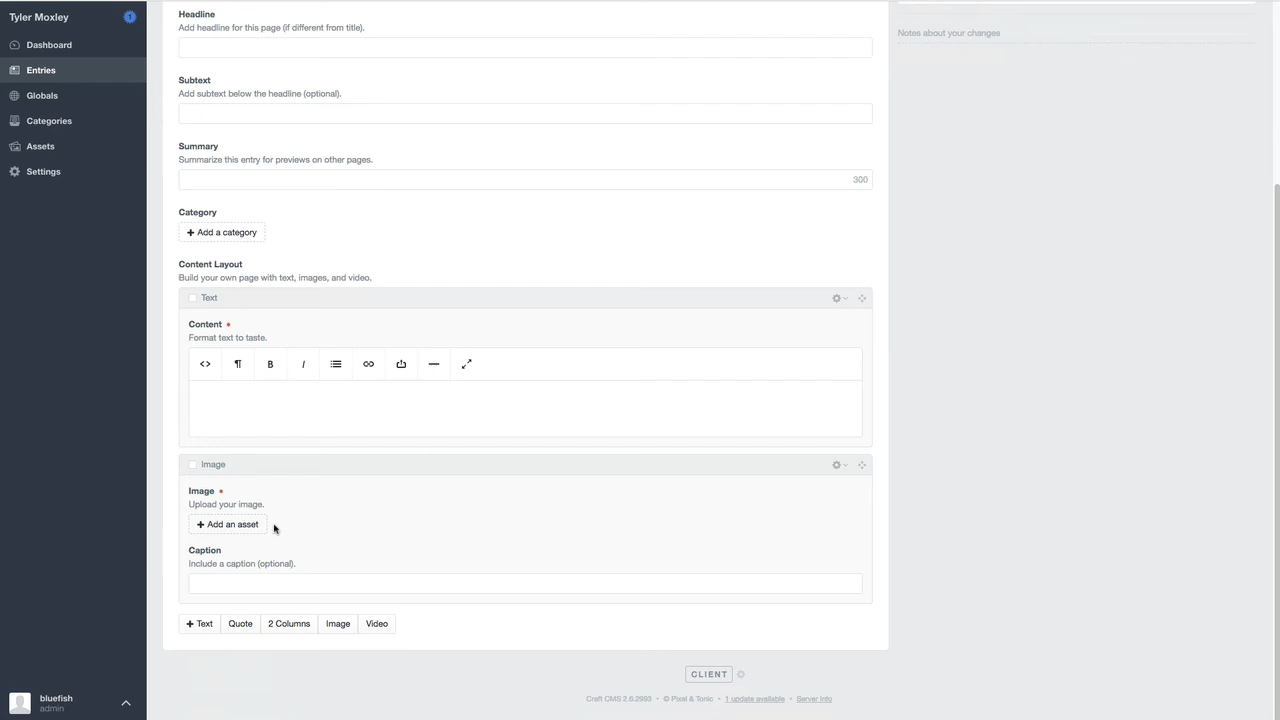 Tyler Moxley
1
Dashboard
Entries
Globals
Categories
Assets
Settings
bluefish
admin
Headline
Add headline for this page (if different from title).
Subtext
Add subtext below the headline (optional).
Summary
Summarize this entry for previews on other pages.
300
Category
+ Add a category
Content Layout
Build your own page with text, images, and video.
Text
Content
Format text to taste.
<> ¶ B I
Image
Image
Upload your image.
+ Add an asset
Caption
Include a caption (optional).
+ Text Quote 2 Columns Image Video
CLIENT
Craft CMS 2.6.2993 • © Pixel & Tonic • 1 update available • Server Info
Notes about your changes